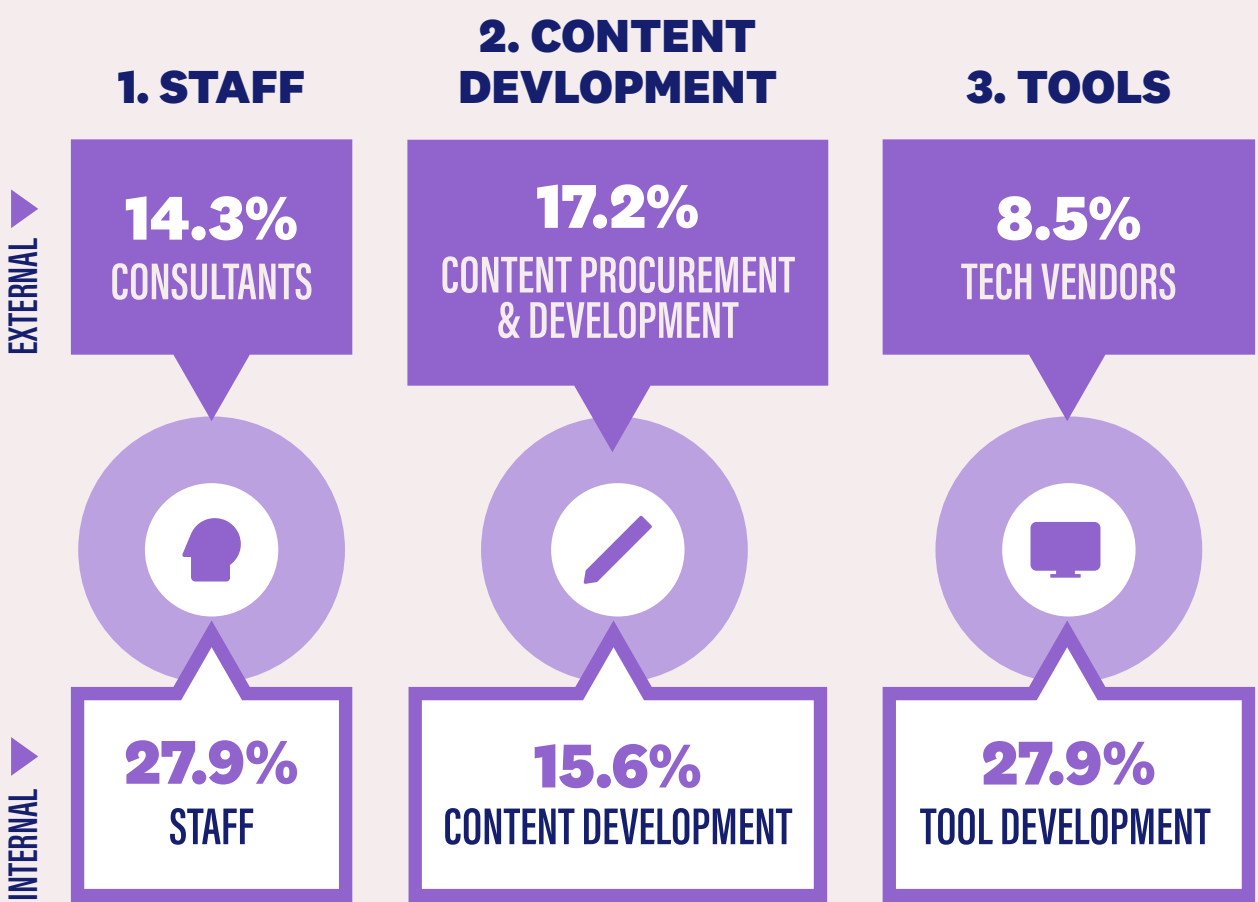 1. STAFF
2. CONTENT
DEVLOPMENT
3. TOOLS
EXTERNAL
14.3%
CONSULTANTS
17.2%
CONTENT PROCUREMENT
& DEVELOPMENT
8.5%
TECH VENDORS
INTERNAL
27.9%
STAFF
15.6%
CONTENT DEVELOPMENT
27.9%
TOOL DEVELOPMENT